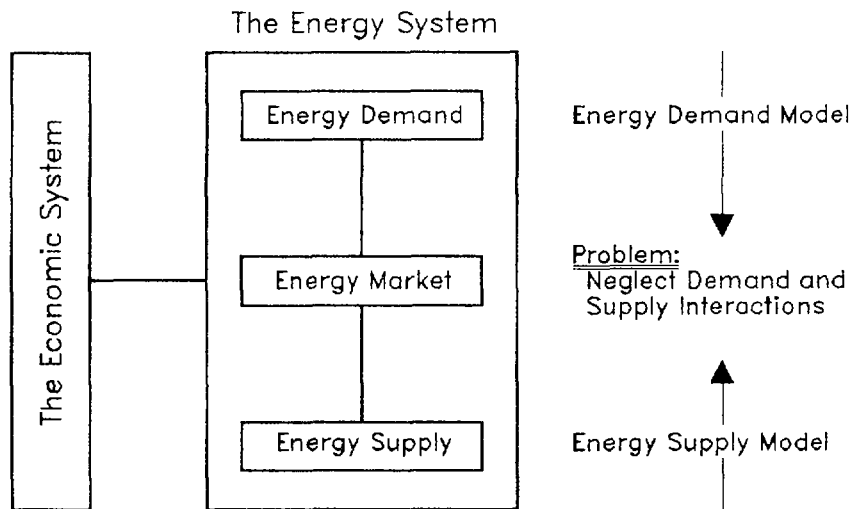 The Energy System
The Economic System
Energy Demand
Energy Market
Energy Supply
Energy Demand Model
Problem:
Neglect Demand and
Supply Interactions
Energy Supply Model